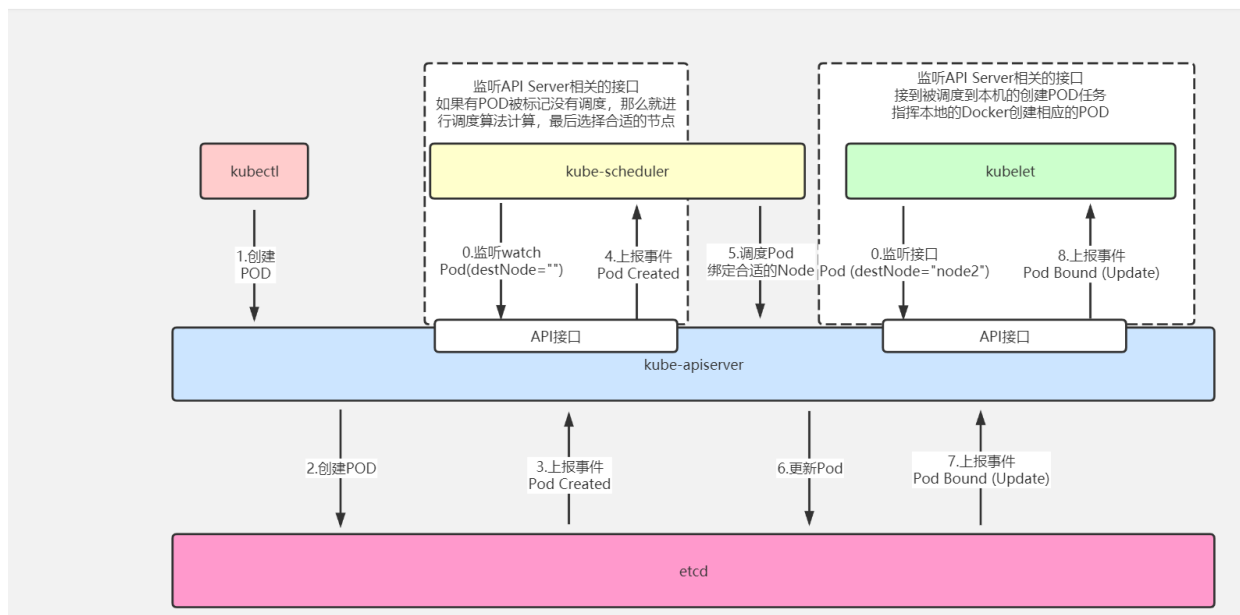 监听API Server相关的接口
如果有POD被标记没有调度，那么就进
行调度算法计算，最后选择合适的节点
监听API Server相关的接口
接到被调度到本机的创建POD任务
指挥本地的Docker创建相应的POD
kubectl
kube-scheduler
kubelet
1.创建
POD
0.监听watch
Pod(destNode="")
4.上报事件
Pod Created
5.调度Pod
绑定合适的Node
0.监听接口
Pod (destNode="node2")
8.上报事件
Pod Bound (Update)
API接口
API接口
kube-apiserver
2.创建POD
3.上报事件
Pod Created
6.更新Pod
7.上报事件
Pod Bound (Update)
etcd